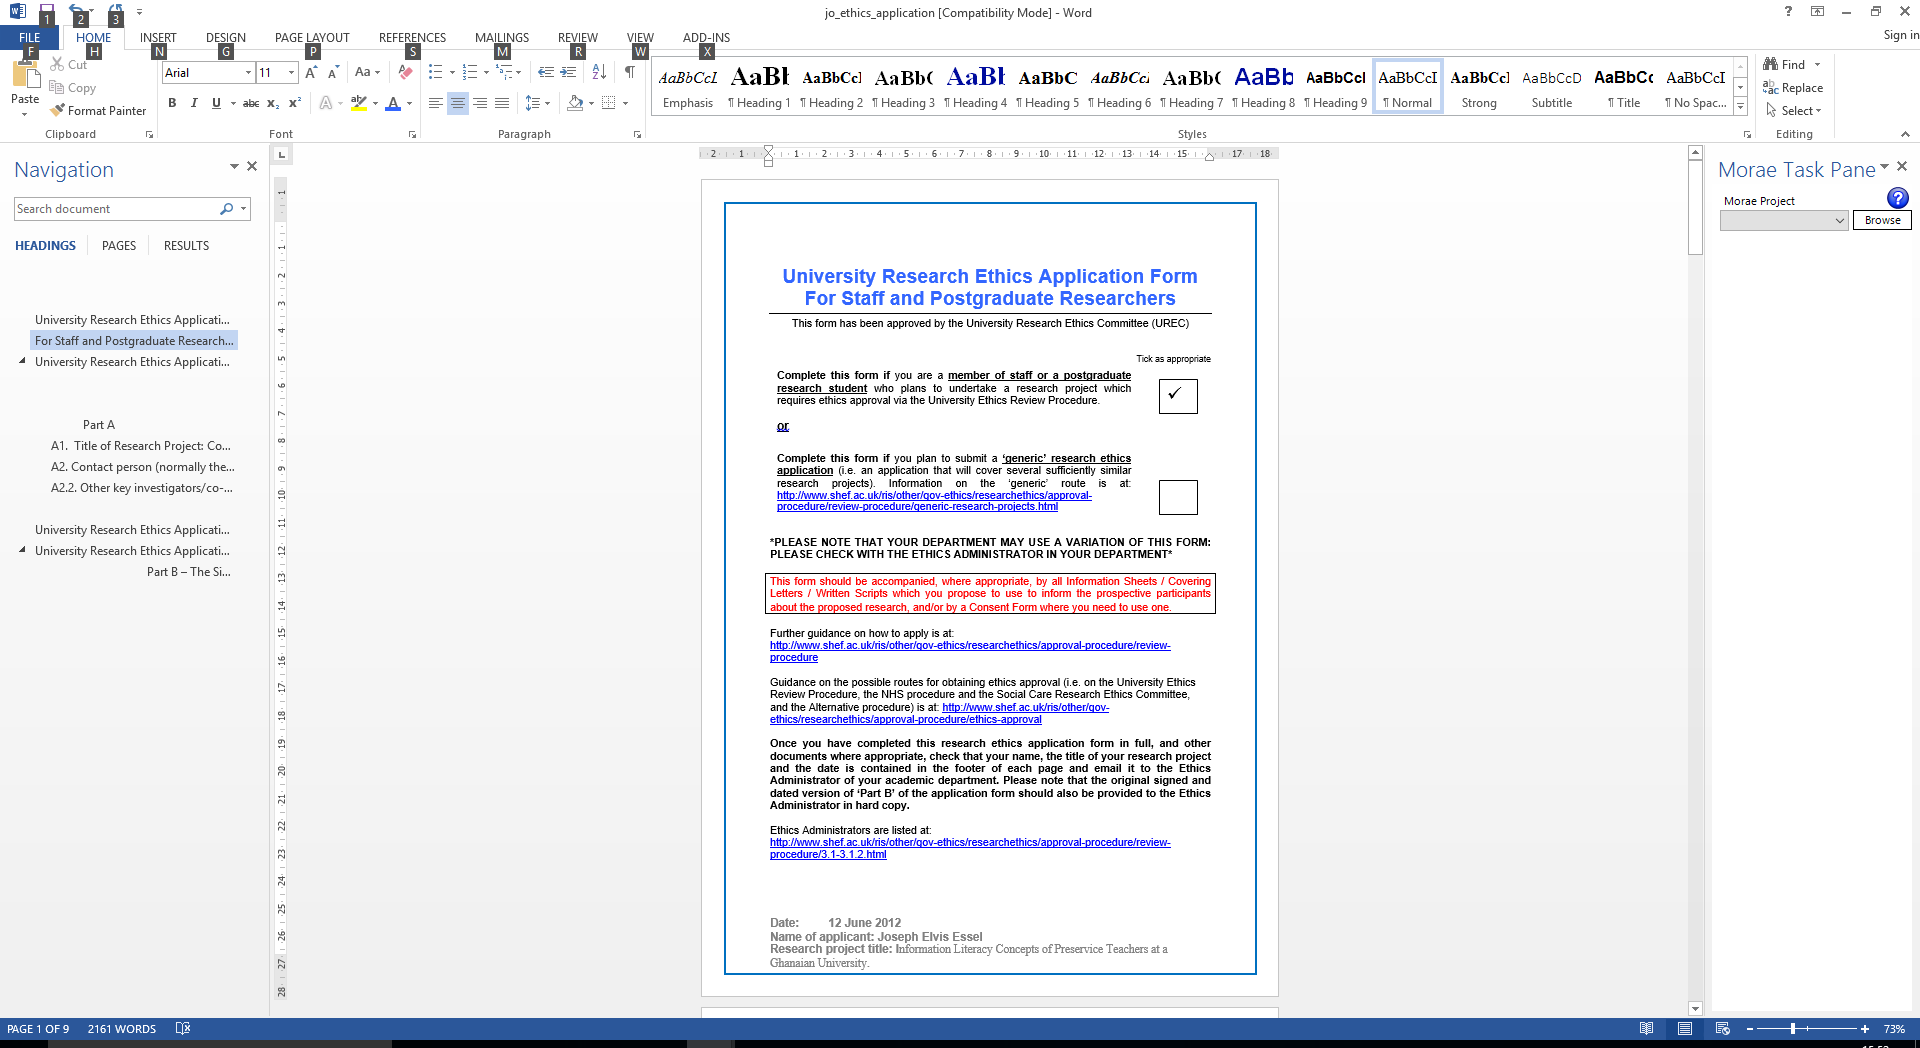 jo_ethics_application [Compatibility Mode] - Word
1 2 3
Sign in
FILE HOME INSERT DESIGN PAGE LAYOUT REFERENCES MAILINGS REVIEW VIEW ADD-INS
F H N G P S M R W X
Paste
Cut
Copy
Format Painter
Clipboard
Arial 11
Font
Paragraph
AaBbCcI AaBb AaBbCcI AaBb( AaBb AaBbC AaBbCcI AaBb( AaBb AaBbCcI AaBbCcI AaBbCcI AaBbCcD AaBbCc AaBbCcI
Emphasis ¶ Heading 1 ¶ Heading 2 ¶ Heading 3 ¶ Heading 4 ¶ Heading 5 ¶ Heading 6 ¶ Heading 7 ¶ Heading 8 ¶ Heading 9 ¶ Normal Strong Subtitle ¶ Title ¶ No Spac...
Styles
Find
Replace
Select
Editing
Navigation
Search document
HEADINGS PAGES RESULTS
University Research Ethics Applicati...
For Staff and Postgraduate Research...
University Research Ethics Applicati...
Part A
A1. Title of Research Project: Co...
A2. Contact person (normally the...
A2.2. Other key investigators/co-...
University Research Ethics Applicati...
University Research Ethics Applicati...
Part B – The Si...
University Research Ethics Application Form
For Staff and Postgraduate Researchers
This form has been approved by the University Research Ethics Committee (UREC)
Tick as appropriate
Complete this form if you are a member of staff or a postgraduate
research student who plans to undertake a research project which
requires ethics approval via the University Ethics Review Procedure.
✓
or
Complete this form if you plan to submit a ‘generic’ research ethics
application (i.e. an application that will cover several sufficiently similar
research projects). Information on the ‘generic’ route is at:
http://www.shef.ac.uk/ris/other/gov-ethics/researchethics/approval-
procedure/review-procedure/generic-research-projects.html
*PLEASE NOTE THAT YOUR DEPARTMENT MAY USE A VARIATION OF THIS FORM:
PLEASE CHECK WITH THE ETHICS ADMINISTRATOR IN YOUR DEPARTMENT*
This form should be accompanied, where appropriate, by all Information Sheets / Covering
Letters / Written Scripts which you propose to use to inform the prospective participants
about the proposed research, and/or by a Consent Form where you need to use one.
Further guidance on how to apply is at:
http://www.shef.ac.uk/ris/other/gov-ethics/researchethics/approval-procedure/review-
procedure
Guidance on the possible routes for obtaining ethics approval (i.e. on the University Ethics
Review Procedure, the NHS procedure and the Social Care Research Ethics Committee,
and the Alternative procedure) is at: http://www.shef.ac.uk/ris/other/gov-
ethics/researchethics/approval-procedure/ethics-approval
Once you have completed this research ethics application form in full, and other
documents where appropriate, check that your name, the title of your research project
and the date is contained in the footer of each page and email it to the Ethics
Administrator of your academic department. Please note that the original signed and
dated version of ‘Part B’ of the application form should also be provided to the Ethics
Administrator in hard copy.
Ethics Administrators are listed at:
http://www.shef.ac.uk/ris/other/gov-ethics/researchethics/approval-procedure/review-
procedure/3.1-3.1.2.html
Date: 12 June 2012
Name of applicant: Joseph Elvis Essel
Research project title: Information Literacy Concepts of Preservice Teachers at a
Ghanaian University.
Morae Task Pane
Morae Project
Browse
PAGE 1 OF 9 2161 WORDS
73%